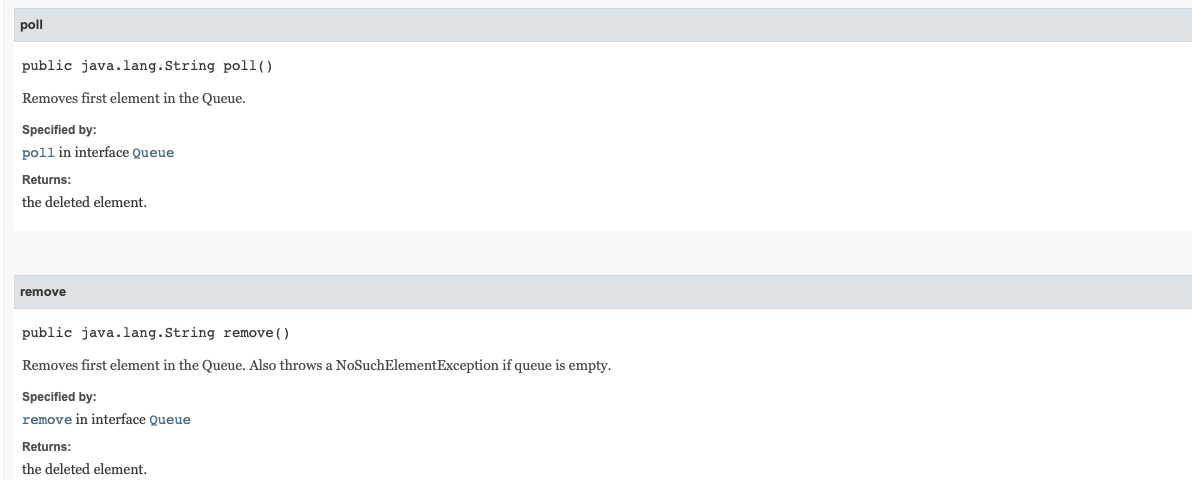 poll
public java.lang.String poll()
Removes first element in the Queue.
Specified by:
poll in interface Queue
Returns:
the deleted element.
remove
public java.lang.String remove()
Removes first element in the Queue. Also throws a NoSuchElementException if queue is empty.
Specified by:
remove in interface Queue
Returns:
the deleted element.